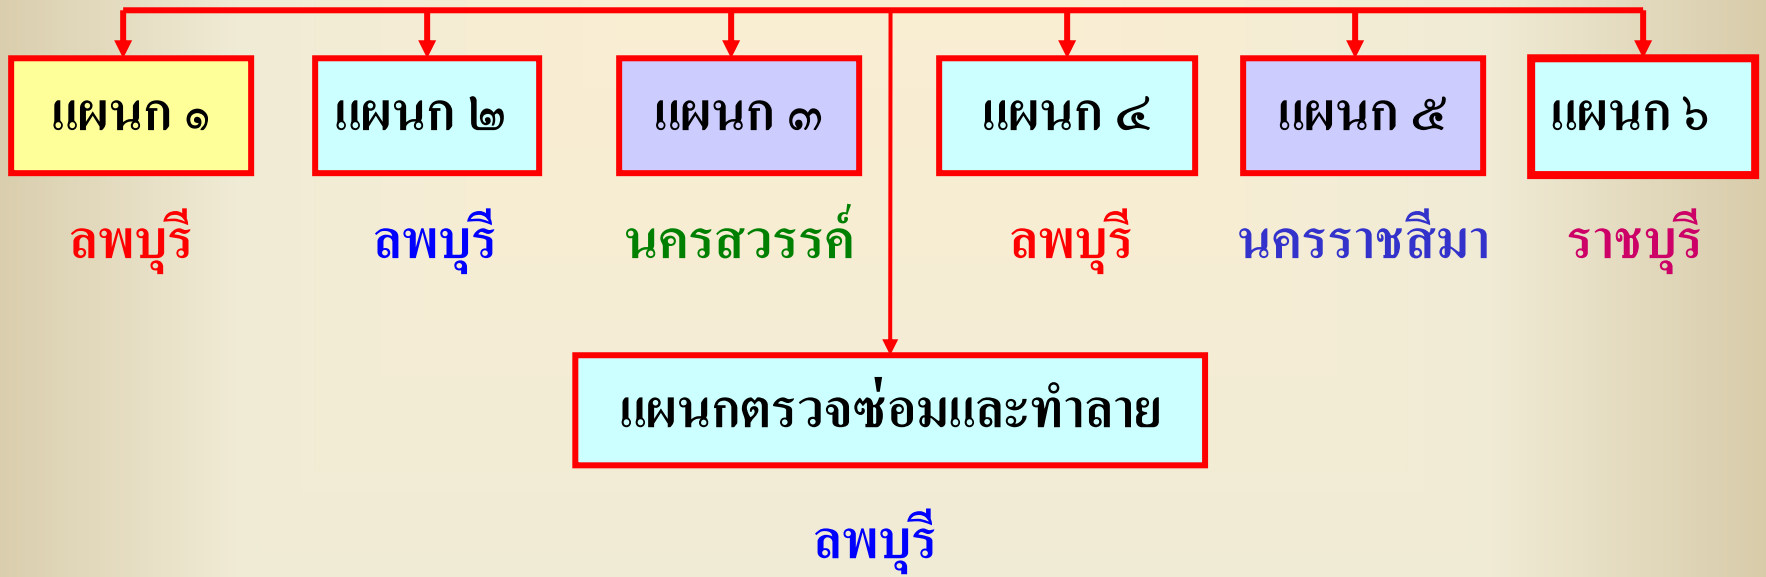 แผนก ๑
แผนก ๒
แผนก ๓
แผนก ๔
แผนก ๕
แผนก ๖
ลพบุรี
ลพบุรี
นครสวรรค์
ลพบุรี
นครราชสีมา
ราชบุรี
แผนกตรวจซ่อมและทำลาย
ลพบุรี